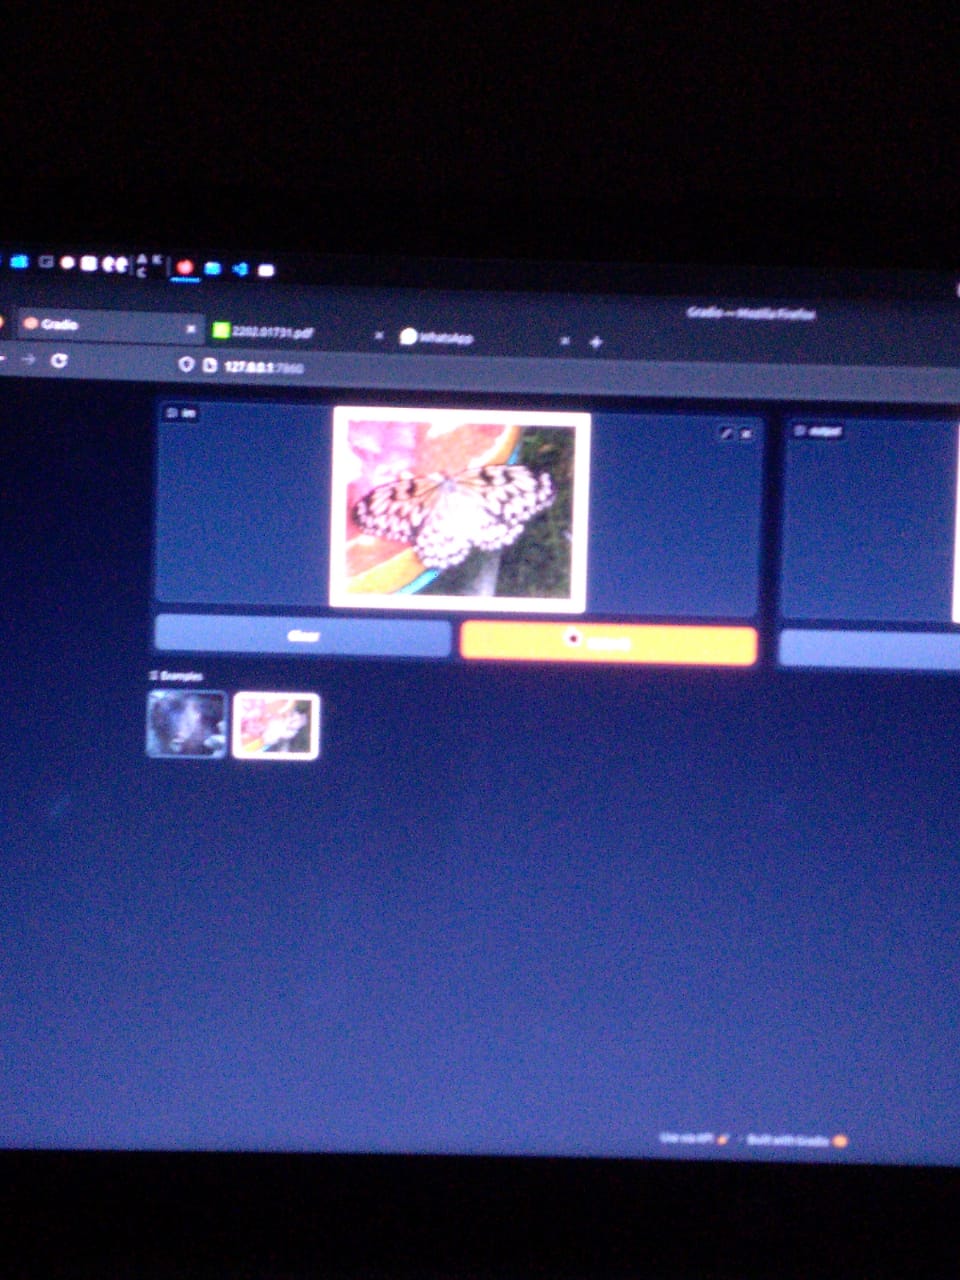 Gradio — Mozilla Firefox
Gradio
2202.01731.pdf
WhatsApp
127.0.0.1:7860
im
output
Clear
Examples
Use via API · Built with Gradio